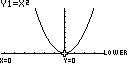 Y1=X²
LOWER
X=0 Y=0